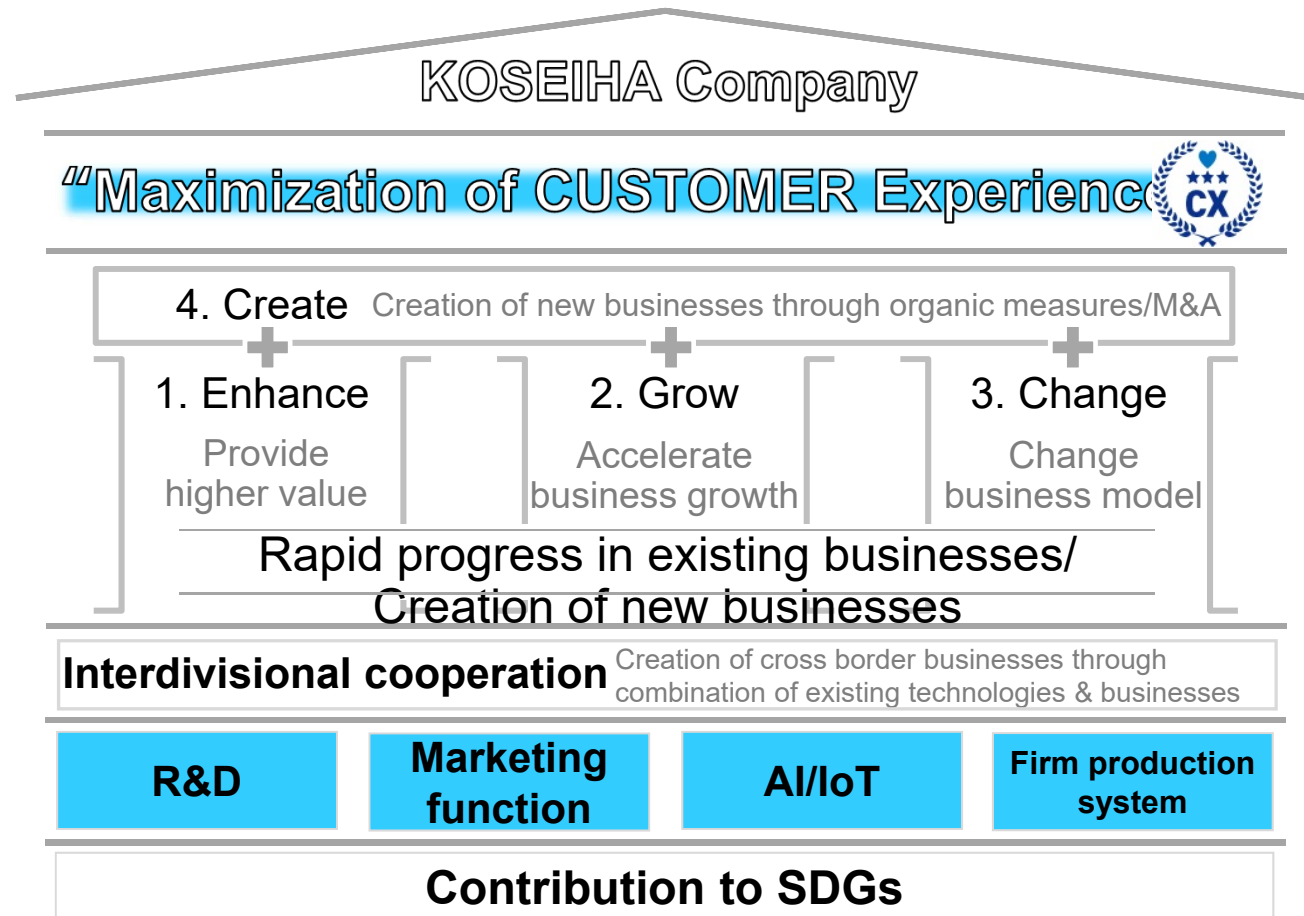 KOSEIHA Company
“Maximization of CUSTOMER Experience
★★★
CX
4. Create Creation of new businesses through organic measures/M&A
1. Enhance
Provide
higher value
2. Grow
Accelerate
business growth
3. Change
Change
business model
Rapid progress in existing businesses/
Creation of new businesses
Interdivisional cooperation
Creation of cross border businesses through
combination of existing technologies & businesses
R&D
Marketing
function
AI/IoT
Firm production
system
Contribution to SDGs